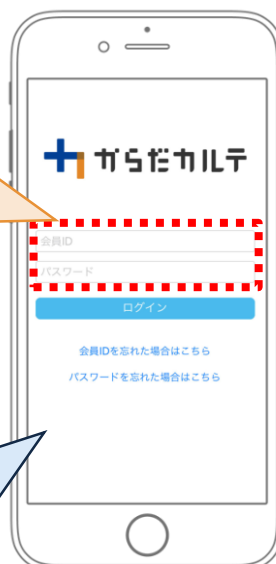 からだカルテ
会員ID
パスワード
ログイン
会員IDを忘れた場合はこちら
パスワードを忘れた場合はこちら